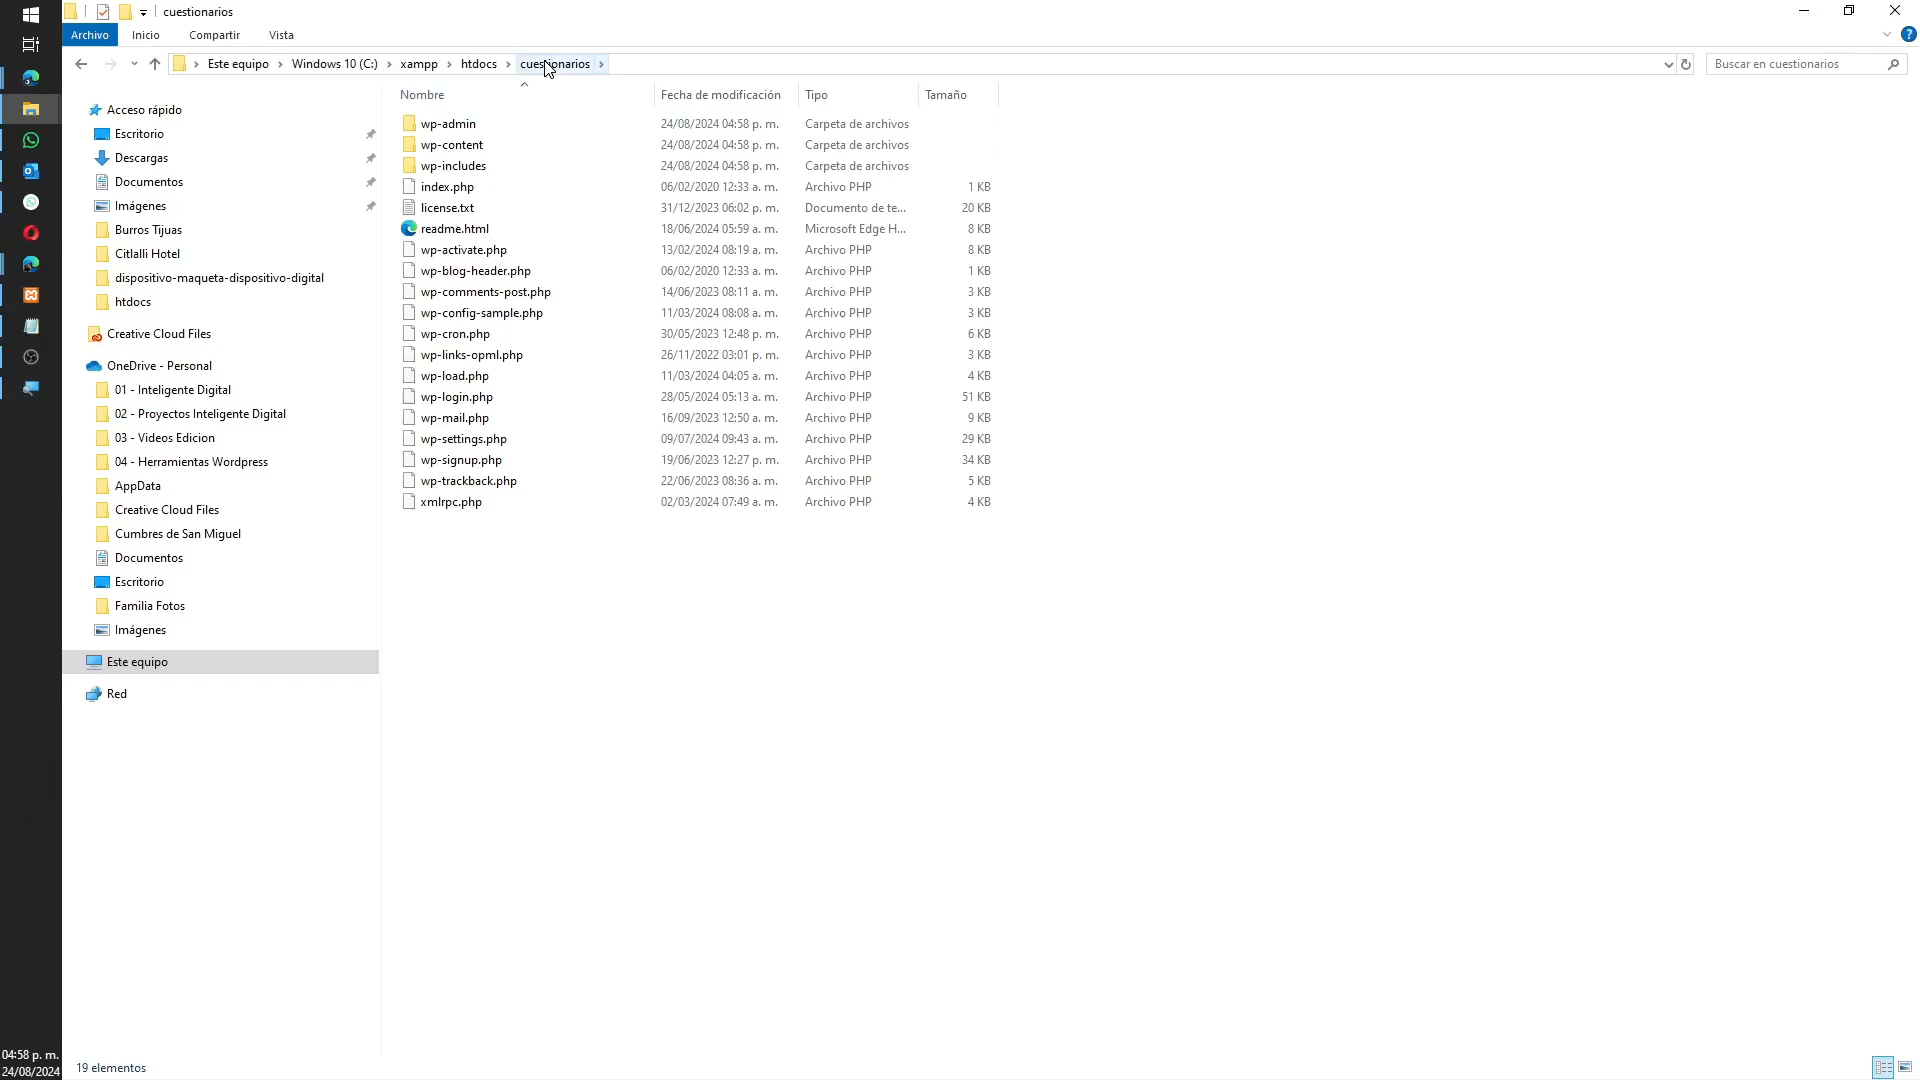 cuestionarios
Archivo Inicio Compartir Vista
Este equipo Windows 10 (C:) xampp htdocs cuestionarios
Buscar en cuestionarios
Nombre Fecha de modificación Tipo Tamaño
Acceso rápido
Escritorio
Descargas
Documentos
Imágenes
Burros Tijuas
Citlalli Hotel
dispositivo-maqueta-dispositivo-digital
htdocs
Creative Cloud Files
OneDrive - Personal
01 - Inteligente Digital
02 - Proyectos Inteligente Digital
03 - Videos Edicion
04 - Herramientas Wordpress
AppData
Creative Cloud Files
Cumbres de San Miguel
Documentos
Escritorio
Familia Fotos
Imágenes
Este equipo
Red
wp-admin 24/08/2024 04:58 p. m. Carpeta de archivos
wp-content 24/08/2024 04:58 p. m. Carpeta de archivos
wp-includes 24/08/2024 04:58 p. m. Carpeta de archivos
index.php 06/02/2020 12:33 a. m. Archivo PHP 1 KB
license.txt 31/12/2023 06:02 p. m. Documento de te... 20 KB
readme.html 18/06/2024 05:59 a. m. Microsoft Edge H... 8 KB
wp-activate.php 13/02/2024 08:19 a. m. Archivo PHP 8 KB
wp-blog-header.php 06/02/2020 12:33 a. m. Archivo PHP 1 KB
wp-comments-post.php 14/06/2023 08:11 a. m. Archivo PHP 3 KB
wp-config-sample.php 11/03/2024 08:08 a. m. Archivo PHP 3 KB
wp-cron.php 30/05/2023 12:48 p. m. Archivo PHP 6 KB
wp-links-opml.php 26/11/2022 03:01 p. m. Archivo PHP 3 KB
wp-load.php 11/03/2024 04:05 a. m. Archivo PHP 4 KB
wp-login.php 28/05/2024 05:13 a. m. Archivo PHP 51 KB
wp-mail.php 16/09/2023 12:50 a. m. Archivo PHP 9 KB
wp-settings.php 09/07/2024 09:43 a. m. Archivo PHP 29 KB
wp-signup.php 19/06/2023 12:27 p. m. Archivo PHP 34 KB
wp-trackback.php 22/06/2023 08:36 a. m. Archivo PHP 5 KB
xmlrpc.php 02/03/2024 07:49 a. m. Archivo PHP 4 KB
04:58 p. m.
24/08/2024
19 elementos